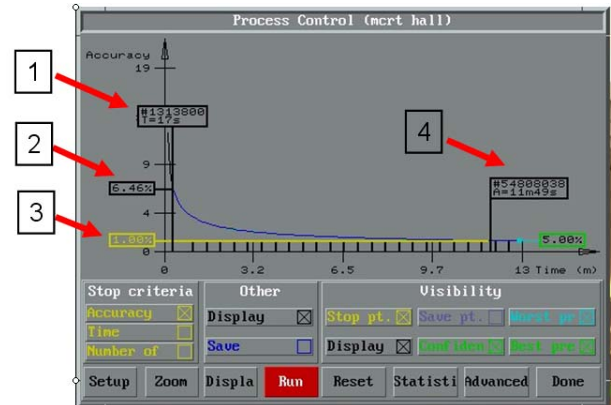 Process Control (mcrt hall)
Accuracy
19
1
#1313800
T=17s
4
2
9
#54808038
A=11m49s
6.46%
3
4
1.00%
5.00%
0
0 3.2 6.5 9.7 13 Time (m)
Stop criteria Other Visibility
Accuracy Display Stop pt. Save pt. Worst pr
Time
Number of Save Display Confiden Best pre
Setup Zoom Displa Run Reset Statisti Advanced Done